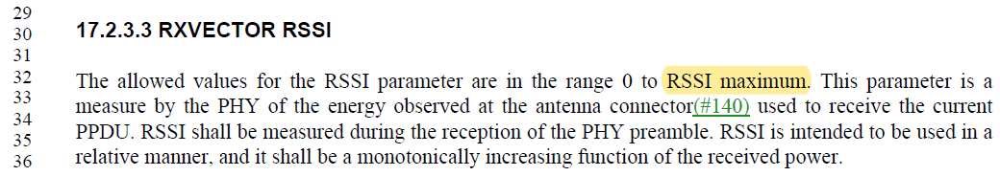 29
30 17.2.3.3 RXVECTOR RSSI
31
32 The allowed values for the RSSI parameter are in the range 0 to RSSI maximum. This parameter is a
33 measure by the PHY of the energy observed at the antenna connector(#140) used to receive the current
34 PPDU. RSSI shall be measured during the reception of the PHY preamble. RSSI is intended to be used in a
35 relative manner, and it shall be a monotonically increasing function of the received power.
36